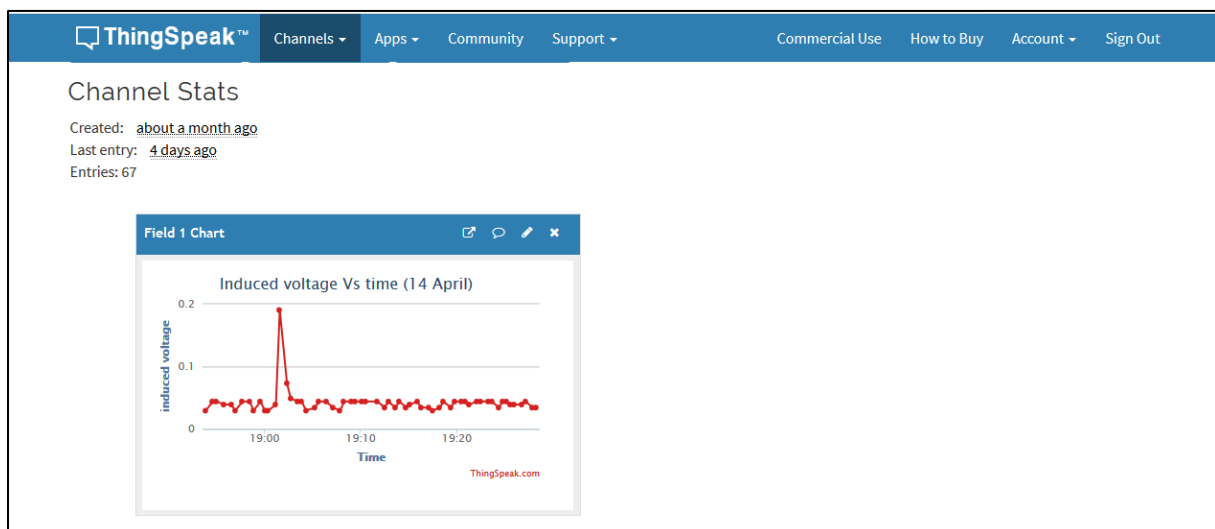 ThingSpeak™ Channels Apps Community Support Commercial Use How to Buy Account Sign Out
Channel Stats
Created: about a month ago
Last entry: 4 days ago
Entries: 67
Field 1 Chart
Induced voltage Vs time (14 April)
0.2
0.1
0
induced voltage
19:00 19:10 19:20
Time
ThingSpeak.com